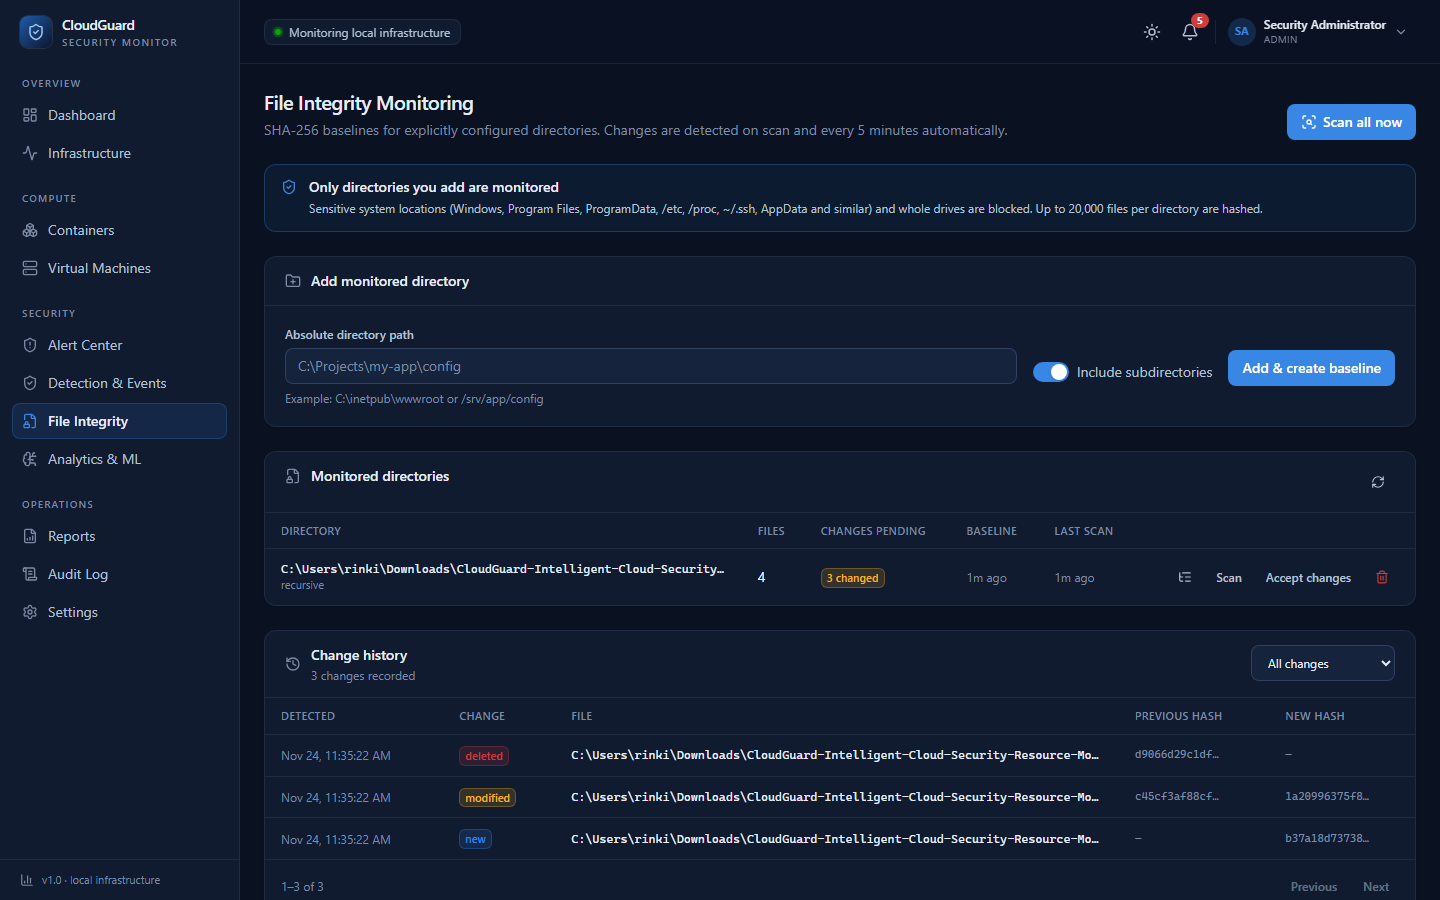 CloudGuard
SECURITY MONITOR
Monitoring local infrastructure
5
SA
Security Administrator
ADMIN
OVERVIEW
Dashboard
Infrastructure
COMPUTE
Containers
Virtual Machines
SECURITY
Alert Center
Detection & Events
File Integrity
Analytics & ML
OPERATIONS
Reports
Audit Log
Settings
v1.0 · local infrastructure
File Integrity Monitoring
SHA-256 baselines for explicitly configured directories. Changes are detected on scan and every 5 minutes automatically.
Scan all now
Only directories you add are monitored
Sensitive system locations (Windows, Program Files, ProgramData, /etc, /proc, ~/.ssh, AppData and similar) and whole drives are blocked. Up to 20,000 files per directory are hashed.
Add monitored directory
Absolute directory path
C:\Projects\my-app\config
Include subdirectories
Add & create baseline
Example: C:\inetpub\wwwroot or /srv/app/config
Monitored directories
DIRECTORY FILES CHANGES PENDING BASELINE LAST SCAN
C:\Users\rinki\Downloads\CloudGuard-Intelligent-Cloud-Security…
recursive
4 3 changed 1m ago 1m ago Scan Accept changes
Change history
3 changes recorded
All changes
DETECTED CHANGE FILE PREVIOUS HASH NEW HASH
Nov 24, 11:35:22 AM deleted C:\Users\rinki\Downloads\CloudGuard-Intelligent-Cloud-Security-Resource-Mo… d9066d29c1df… —
Nov 24, 11:35:22 AM modified C:\Users\rinki\Downloads\CloudGuard-Intelligent-Cloud-Security-Resource-Mo… c45cf3af88cf… 1a20996375f8…
Nov 24, 11:35:22 AM new C:\Users\rinki\Downloads\CloudGuard-Intelligent-Cloud-Security-Resource-Mo… — b37a18d73738…
1–3 of 3
Previous Next